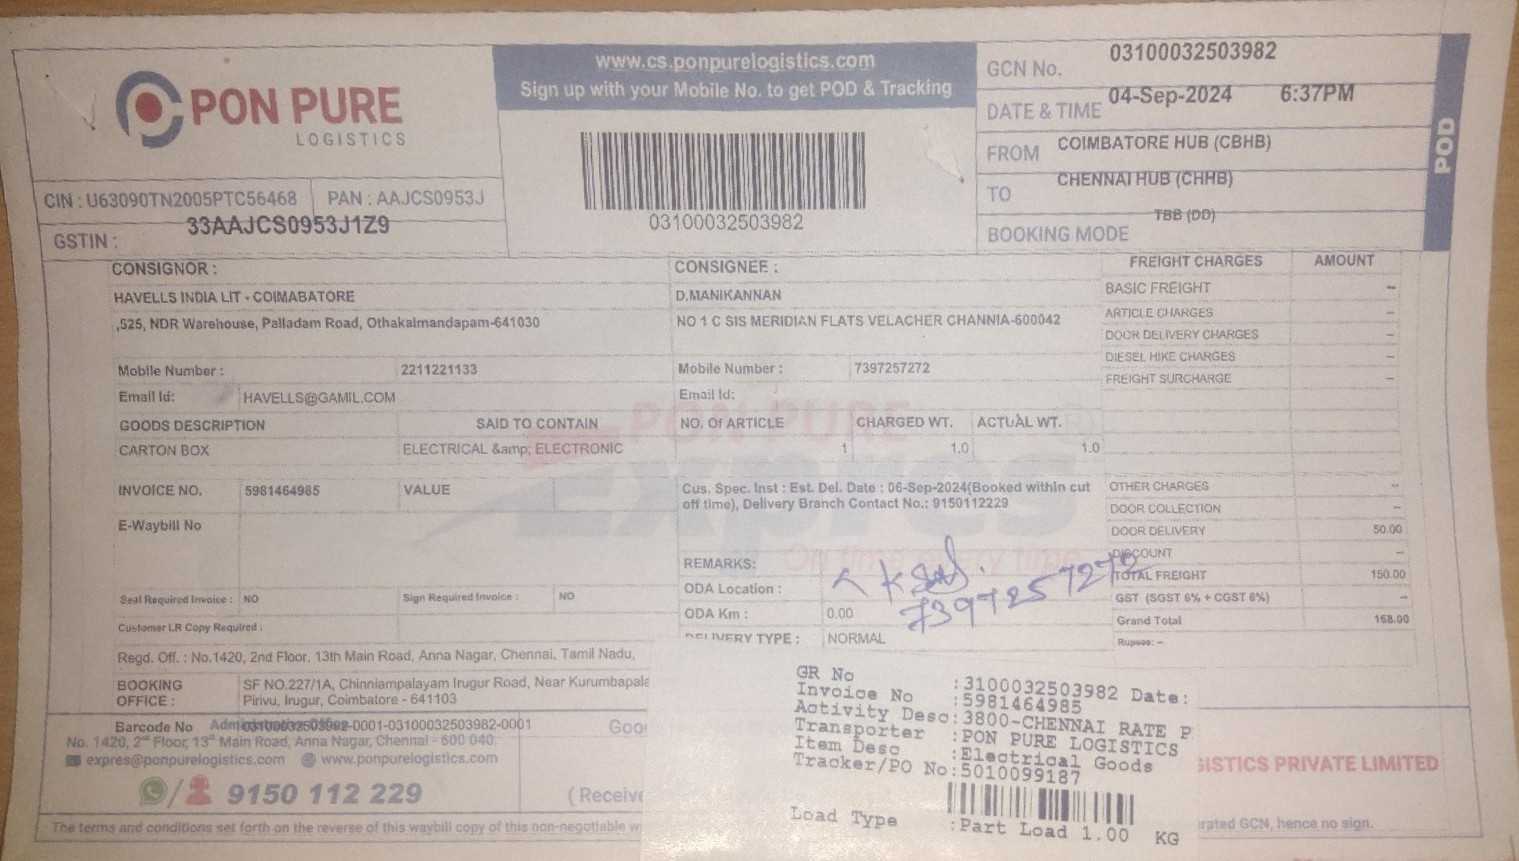 PON PURE
LOGISTICS
www.cs.ponpurelogistics.com
Sign up with your Mobile No. to get POD & Tracking
03100032503982
GCN No. 03100032503982
DATE & TIME 04-Sep-2024 6:37PM
FROM COIMBATORE HUB (CBHB)
TO CHENNAI HUB (CHHB)
BOOKING MODE TBB (DD)
POD
CIN : U63090TN2005PTC56468 PAN : AAJCS0953J
GSTIN : 33AAJCS0953J1Z9
CONSIGNOR :
HAVELLS INDIA LIT - COIMABATORE
,525, NDR Warehouse, Palladam Road, Othakalmandapam-641030
Mobile Number : 2211221133
Email Id: HAVELLS@GAMIL.COM
CONSIGNEE :
D.MANIKANNAN
NO 1 C SIS MERIDIAN FLATS VELACHER CHANNIA-600042
Mobile Number : 7397257272
Email Id:
GOODS DESCRIPTION SAID TO CONTAIN NO. Of ARTICLE CHARGED WT. ACTUAL WT.
CARTON BOX ELECTRICAL &amp; ELECTRONIC 1 1.0 1.0
INVOICE NO. 5981464985 VALUE
E-Waybill No
Seal Required Invoice : NO Sign Required Invoice : NO
Customer LR Copy Required :
Cus. Spec. Inst : Est. Del. Date : 06-Sep-2024(Booked within cut
off time), Delivery Branch Contact No.: 9150112229
REMARKS:
ODA Location :
ODA Km : 0.00
DELIVERY TYPE : NORMAL
7397257272
PON PURE
Expres
On time every time
FREIGHT CHARGES AMOUNT
BASIC FREIGHT --
ARTICLE CHARGES --
DOOR DELIVERY CHARGES --
DIESEL HIKE CHARGES --
FREIGHT SURCHARGE --
OTHER CHARGES --
DOOR COLLECTION
DOOR DELIVERY 50.00
DISCOUNT --
TOTAL FREIGHT 150.00
GST (SGST 6% + CGST 6%) --
Grand Total 168.00
Rupees: --
Regd. Off. : No.1420, 2nd Floor, 13th Main Road, Anna Nagar, Chennai, Tamil Nadu,
BOOKING OFFICE : SF NO.227/1A, Chinniampalayam Irugur Road, Near Kurumbapala
Pirivu, Irugur, Coimbatore - 641103
Barcode No 03100032503982-0001-03100032503982-0001
No. 1420, 2nd Floor, 13th Main Road, Anna Nagar, Chennai - 600 040.
expres@ponpurelogistics.com www.ponpurelogistics.com
9150 112 229
Goo
(Receive
GISTICS PRIVATE LIMITED
The terms and conditions set forth on the reverse of this waybill copy of this non-negotiable w
rated GCN, hence no sign.
GR No :3100032503982 Date:
Invoice No :5981464985
Activity Desc:3800-CHENNAI RATE P
Transporter :PON PURE LOGISTICS
Item Desc :Electrical Goods
Tracker/PO No:5010099187
Load Type :Part Load 1.00 KG